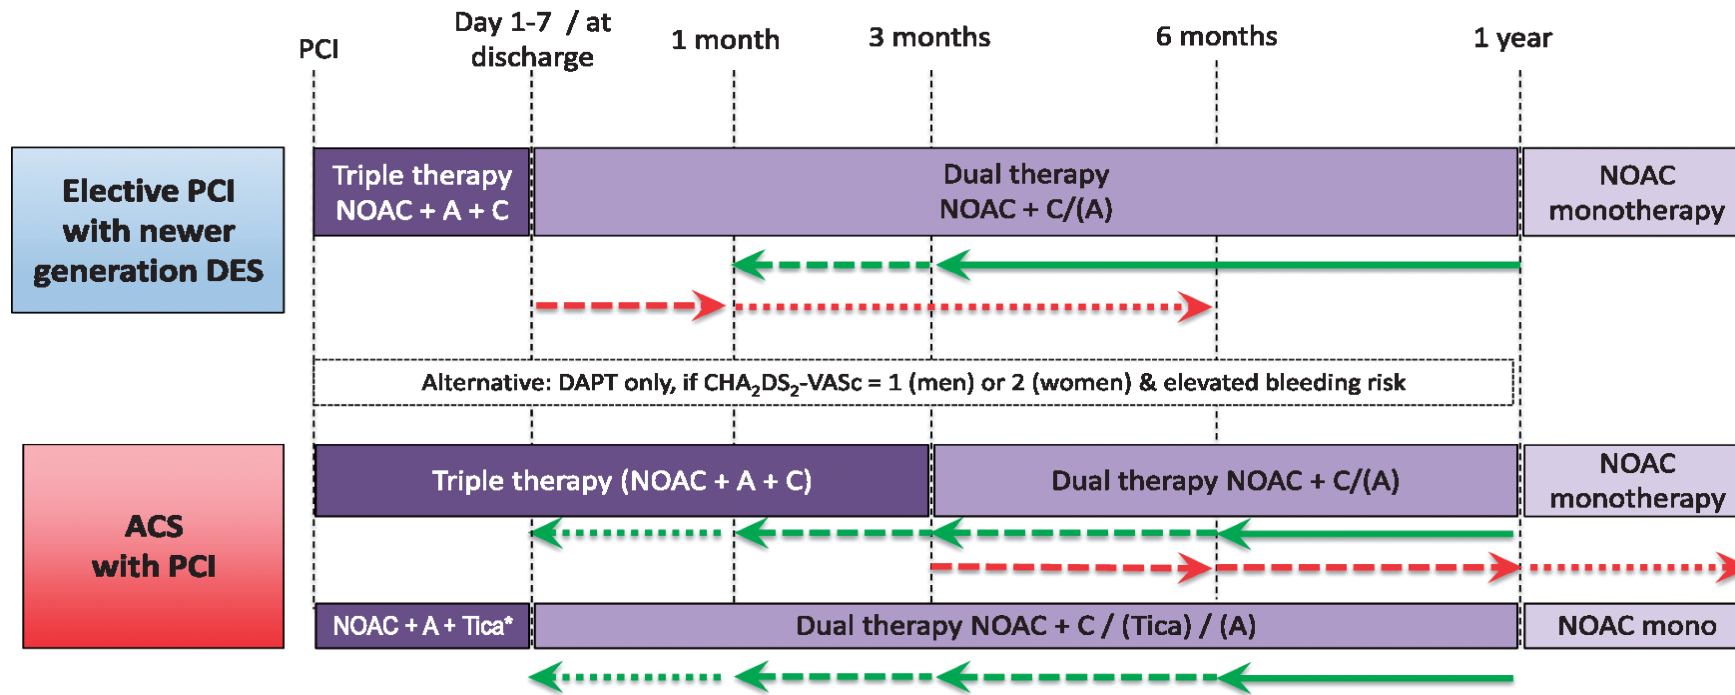 PCI
Day 1-7 / at
discharge
1 month
3 months
6 months
1 year
Elective PCI
with newer
generation DES
Triple therapy
NOAC + A + C
Dual therapy
NOAC + C/(A)
NOAC
monotherapy
Alternative: DAPT only, if CHA₂DS₂-VASc = 1 (men) or 2 (women) & elevated bleeding risk
ACS
with PCI
Triple therapy (NOAC + A + C)
Dual therapy NOAC + C/(A)
NOAC
monotherapy
NOAC + A + Tica*
Dual therapy NOAC + C / (Tica) / (A)
NOAC mono